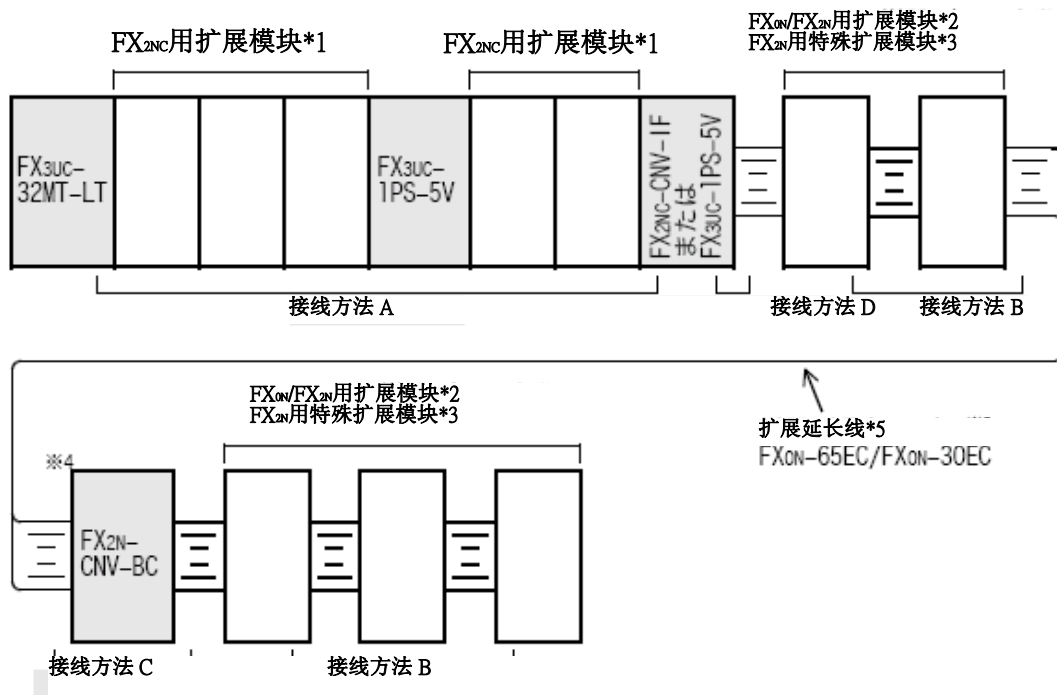 FX2NC用扩展模块*1
FX2NC用扩展模块*1
FX0N/FX2N用扩展模块*2
FX2N用特殊扩展模块*3
FX3UC-
32MT-LT
FX3UC-
1PS-5V
FX2NC-CNV-IF
または
FX3UC-1PS-5V
接线方法 A
接线方法 D
接线方法 B
FX0N/FX2N用扩展模块*2
FX2N用特殊扩展模块*3
扩展延长线*5
FX0N-65EC/FX0N-30EC
※4
FX2N-
CNV-BC
接线方法 C
接线方法 B